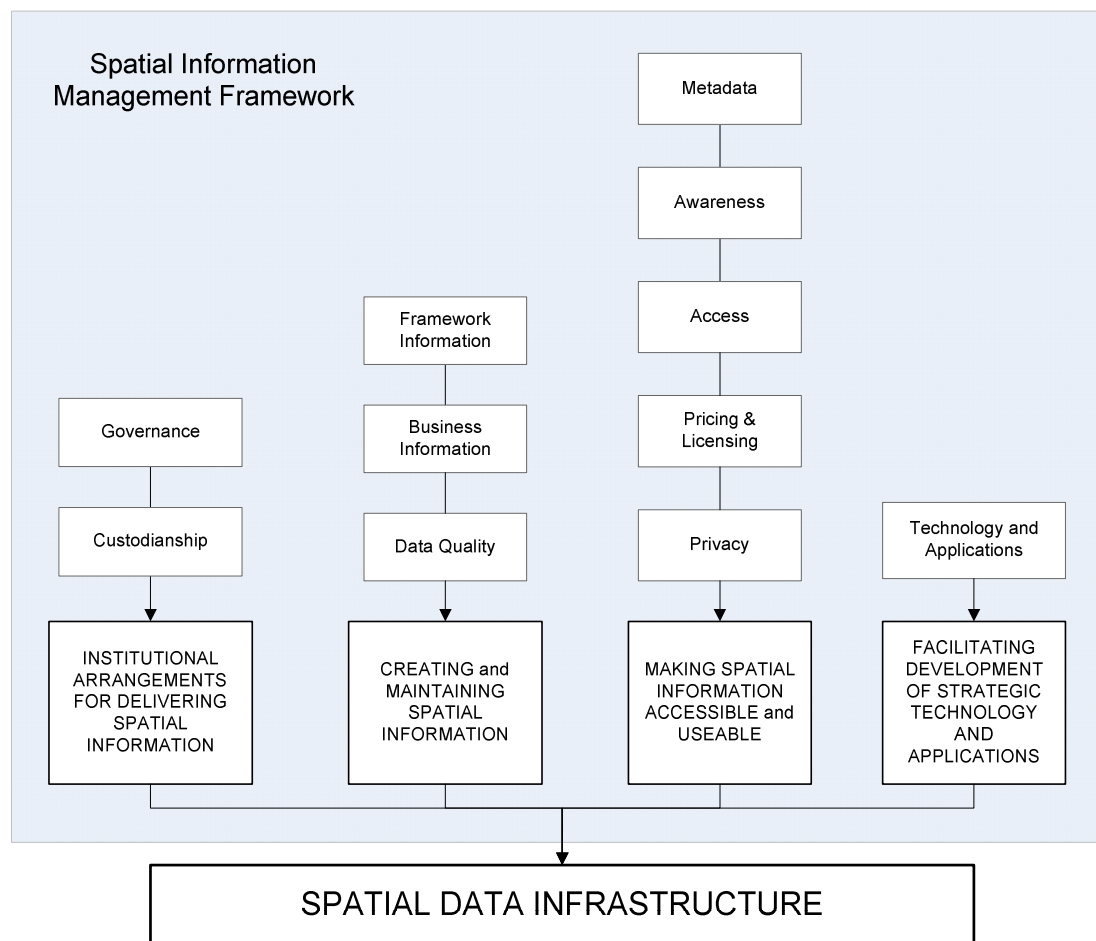 Spatial Information
Management Framework
Metadata
Awareness
Access
Pricing &
Licensing
Privacy
Framework
Information
Business
Information
Data Quality
Governance
Custodianship
Technology and
Applications
INSTITUTIONAL
ARRANGEMENTS
FOR DELIVERING
SPATIAL
INFORMATION
CREATING and
MAINTAINING
SPATIAL
INFORMATION
MAKING SPATIAL
INFORMATION
ACCESSIBLE and
USEABLE
FACILITATING
DEVELOPMENT
OF STRATEGIC
TECHNOLOGY
AND
APPLICATIONS
SPATIAL DATA INFRASTRUCTURE